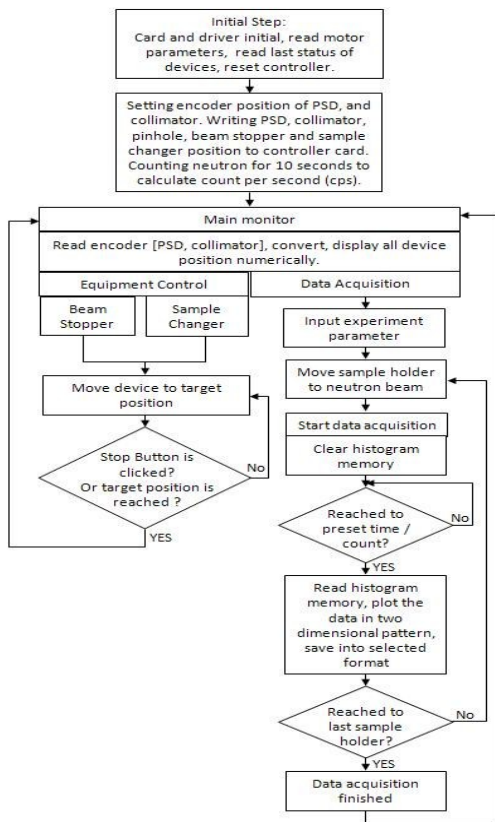 Initial Step:
Card and driver initial, read motor
parameters, read last status of
devices, reset controller.
Setting encoder position of PSD, and
collimator. Writing PSD, collimator,
pinhole, beam stopper and sample
changer position to controller card.
Counting neutron for 10 seconds to
calculate count per second (cps).
Main monitor
Read encoder [PSD, collimator], convert, display all device
position numerically.
Equipment Control
Data Acquisition
Beam
Stopper
Sample
Changer
Move device to target
position
Stop Button is
clicked?
Or target position is
reached ?
No
YES
Input experiment
parameter
Move sample holder
to neutron beam
Start data acquisition
Clear histogram
memory
Reached to
preset time /
count?
No
YES
Read histogram
memory, plot the
data in two
dimensional pattern,
save into selected
format
Reached to
last sample
holder?
No
YES
Data acquisition
finished